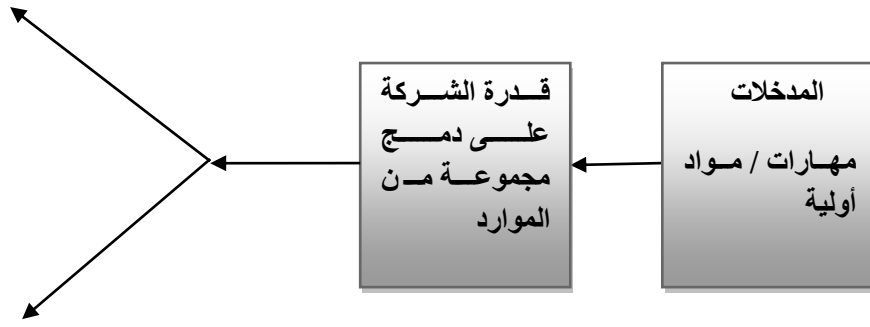 المدخلات
مهارات / مواد
أولية
قدرة الشركة
على دمج
مجموعة من
الموارد